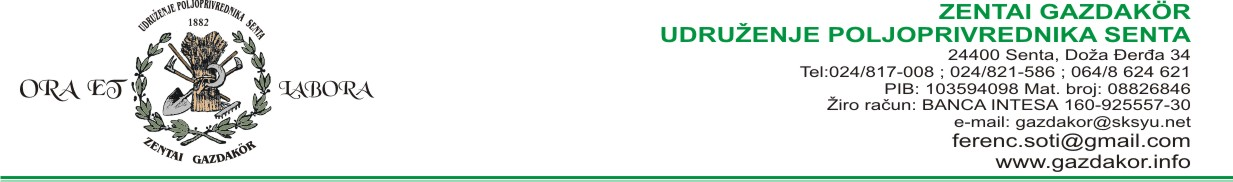 UDRUŽENJE POLJOPRIVREDNIKA SENTA
1882
ORA ET LABORA
ZENTAI GAZDAKÖR
ZENTAI GAZDAKÖR
UDRUŽENJE POLJOPRIVREDNIKA SENTA
24400 Senta, Doža Đerđa 34
Tel:024/817-008 ; 024/821-586 ; 064/8 624 621
PIB: 103594098 Mat. broj: 08826846
Žiro račun: BANCA INTESA 160-925557-30
e-mail: gazdakor@sksyu.net
ferenc.soti@gmail.com
www.gazdakor.info